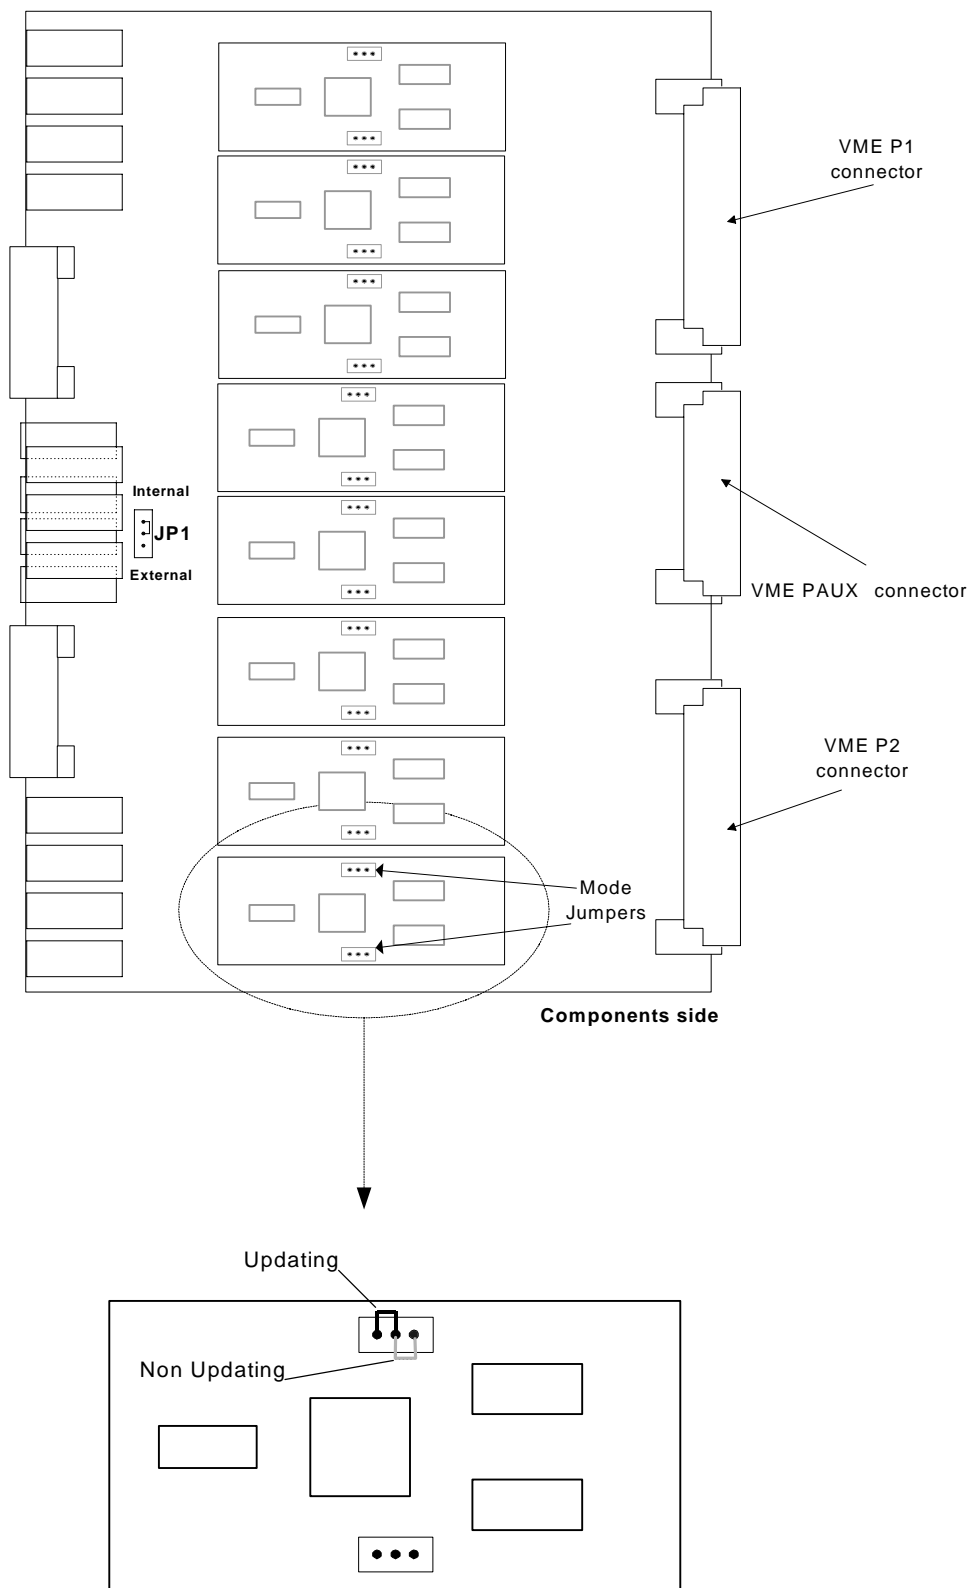 VME P1
connector
Internal
JP1
External
VME PAUX connector
VME P2
connector
Mode
Jumpers
Components side
Updating
Non Updating